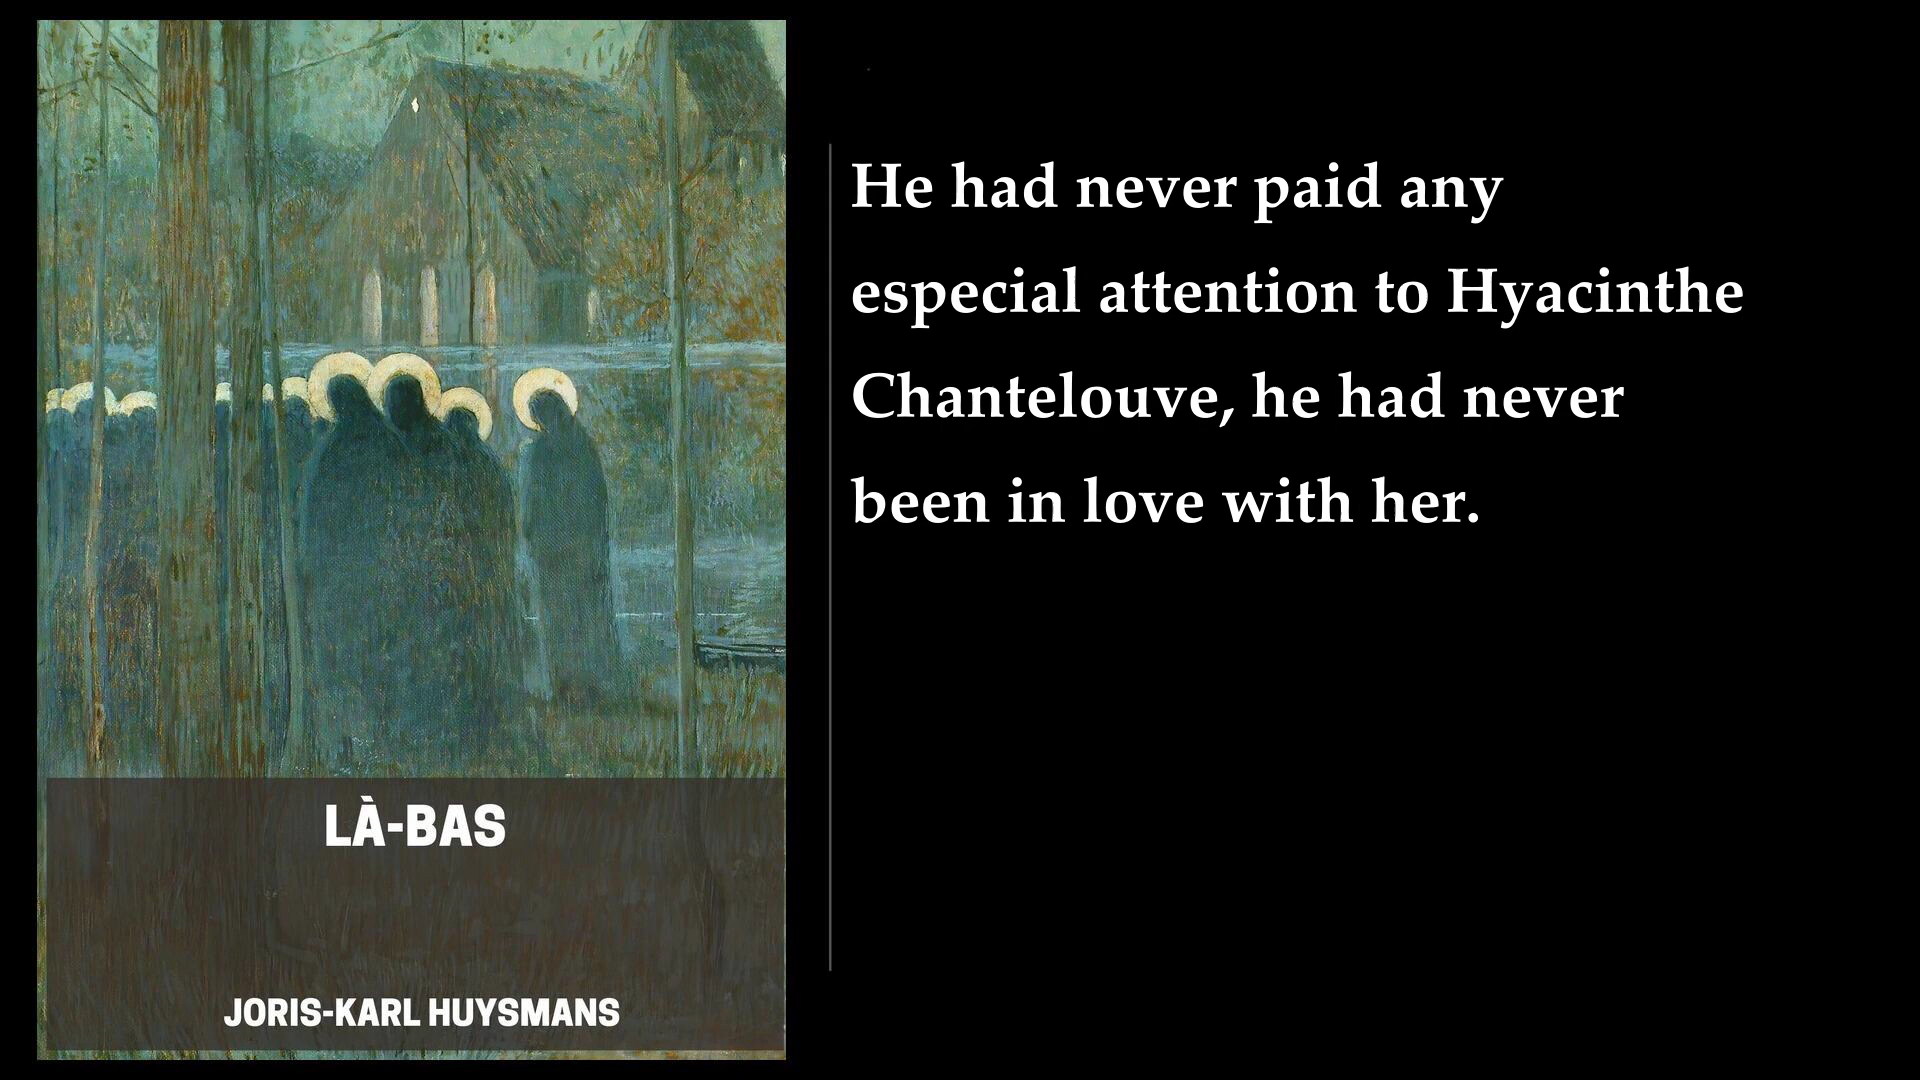 LÀ-BAS
JORIS-KARL HUYSMANS
He had never paid any
especial attention to Hyacinthe
Chantelouve, he had never
been in love with her.